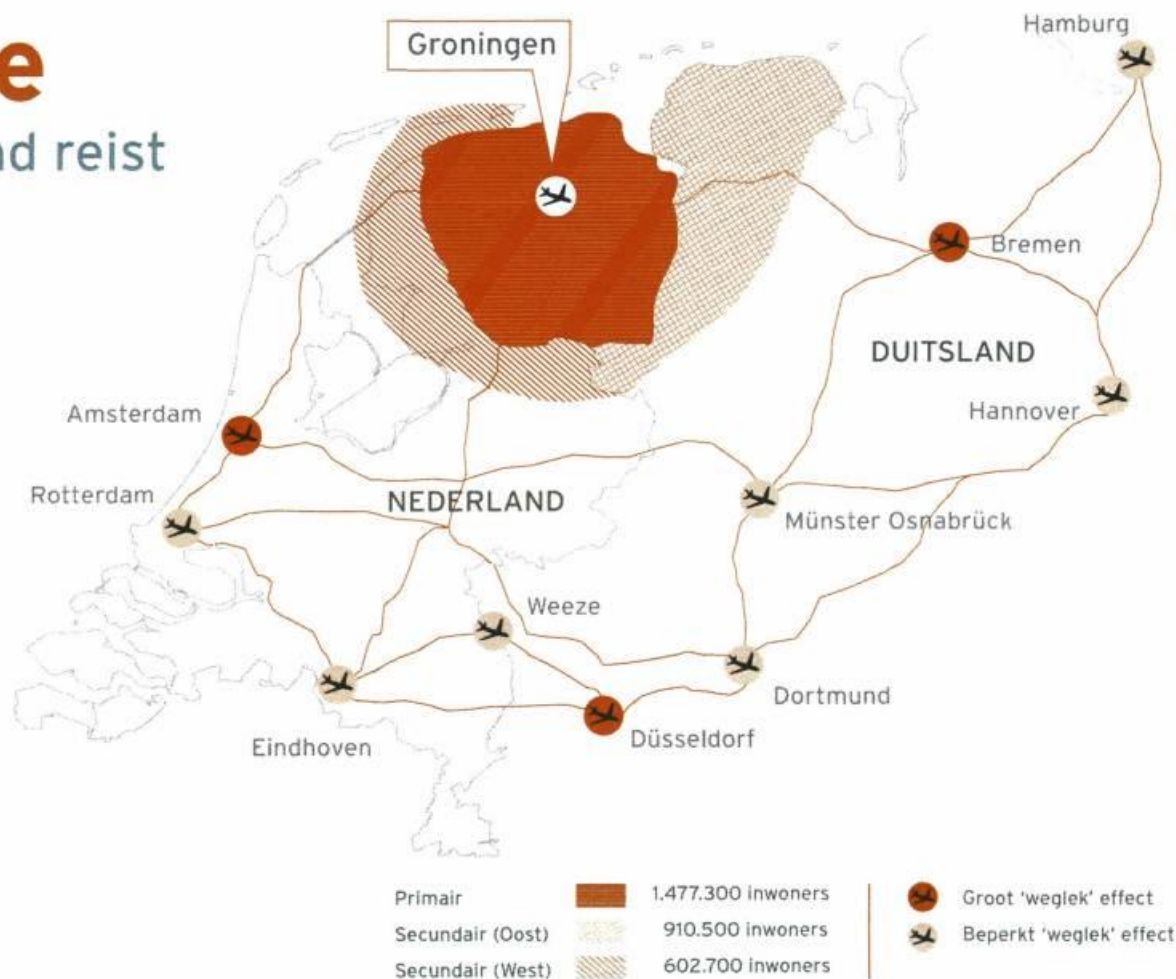 e
nd reist
Groningen
Hamburg
Bremen
DUITSLAND
Hannover
Amsterdam
Rotterdam
NEDERLAND
Münster Osnabrück
Weeze
Dortmund
Eindhoven
Düsseldorf
Primair 1.477.300 inwoners
Secundair (Oost) 910.500 inwoners
Secundair (West) 602.700 inwoners
Groot 'weglek' effect
Beperkt 'weglek' effect